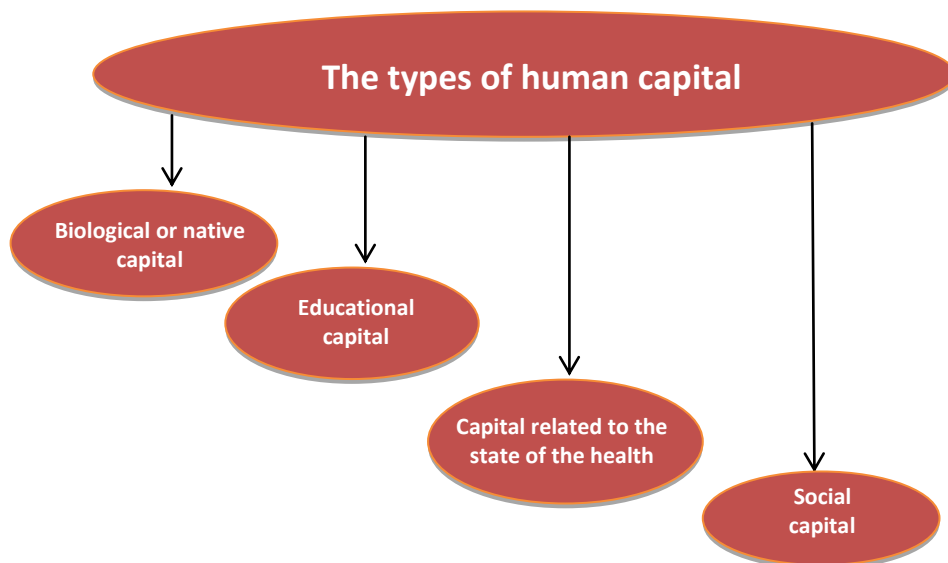 The types of human capital
Biological or native
capital
Educational
capital
Capital related to the
state of the health
Social
capital